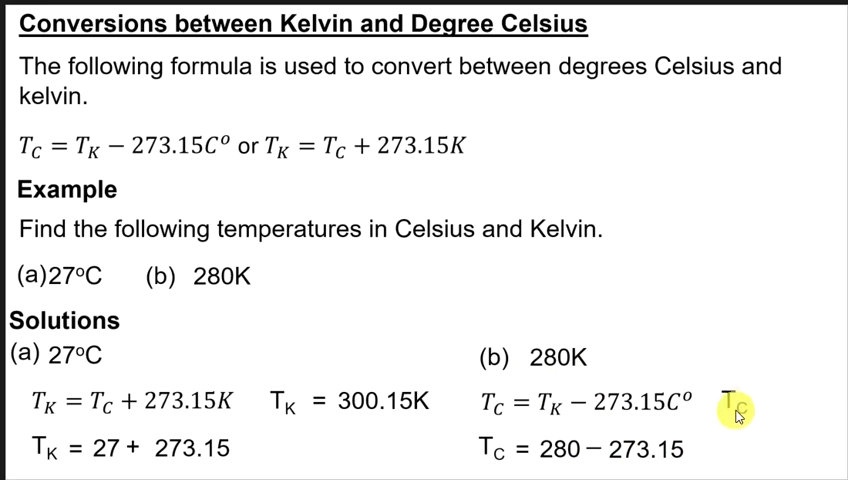 Conversions between Kelvin and Degree Celsius
The following formula is used to convert between degrees Celsius and
kelvin.
T_C = T_K − 273.15C° or T_K = T_C + 273.15K
Example
Find the following temperatures in Celsius and Kelvin.
(a)27°C (b) 280K
Solutions
(a) 27°C
T_K = T_C + 273.15K T_K = 300.15K
T_K = 27 + 273.15
(b) 280K
T_C = T_K − 273.15C° T_C
T_C = 280 − 273.15